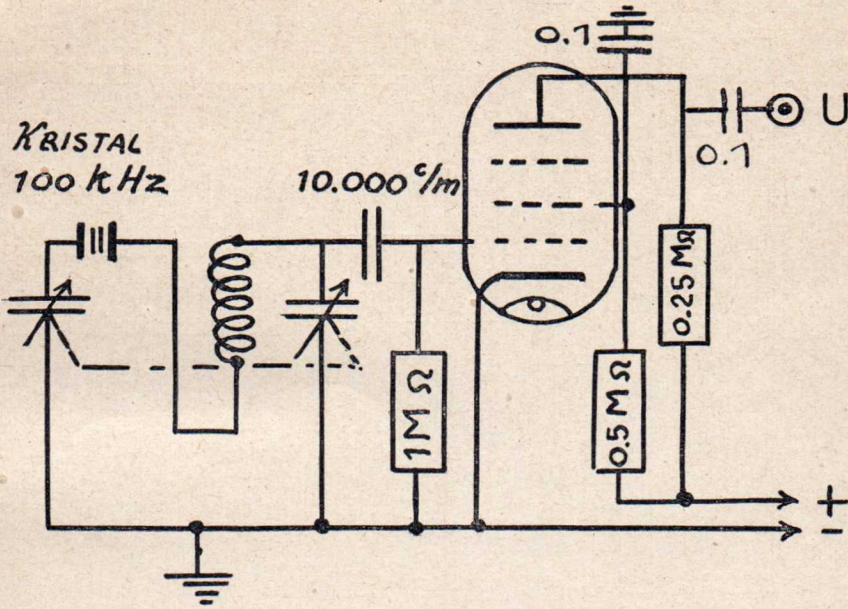 0.1
U
0.1
KRISTAL
100 kHz
10.000 c/m
1M Ω
0.5 M Ω
0.25 MΩ
+
-